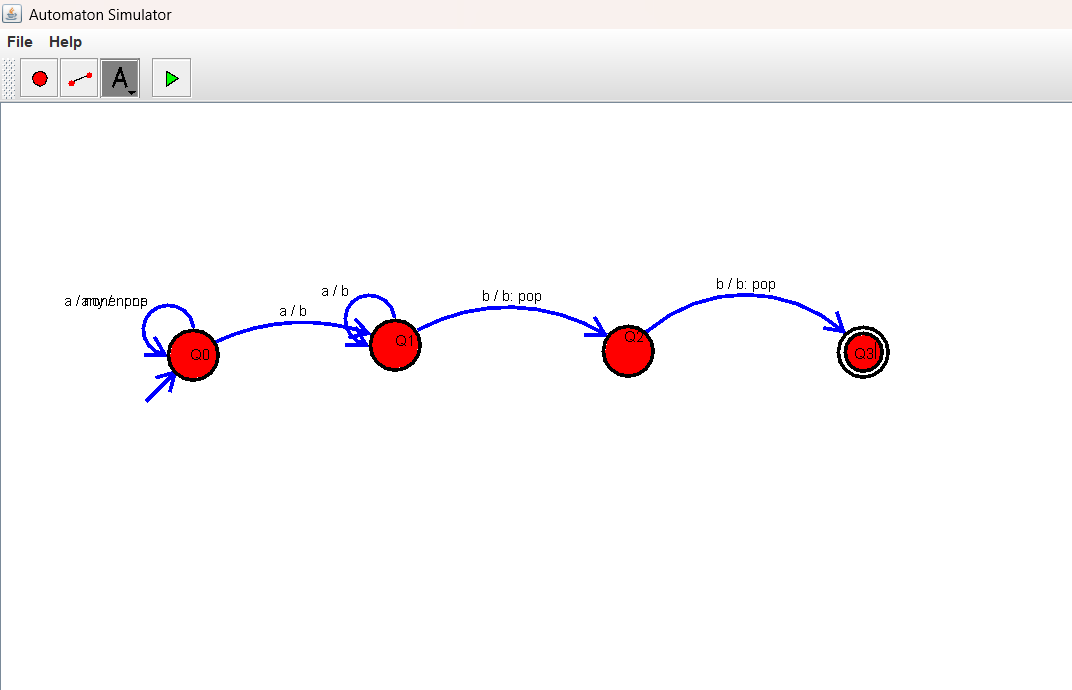 Automaton Simulator
File Help
A
b / b: pop
a / b
b / b: pop
a / b
Q0
Q1
Q2
Q3